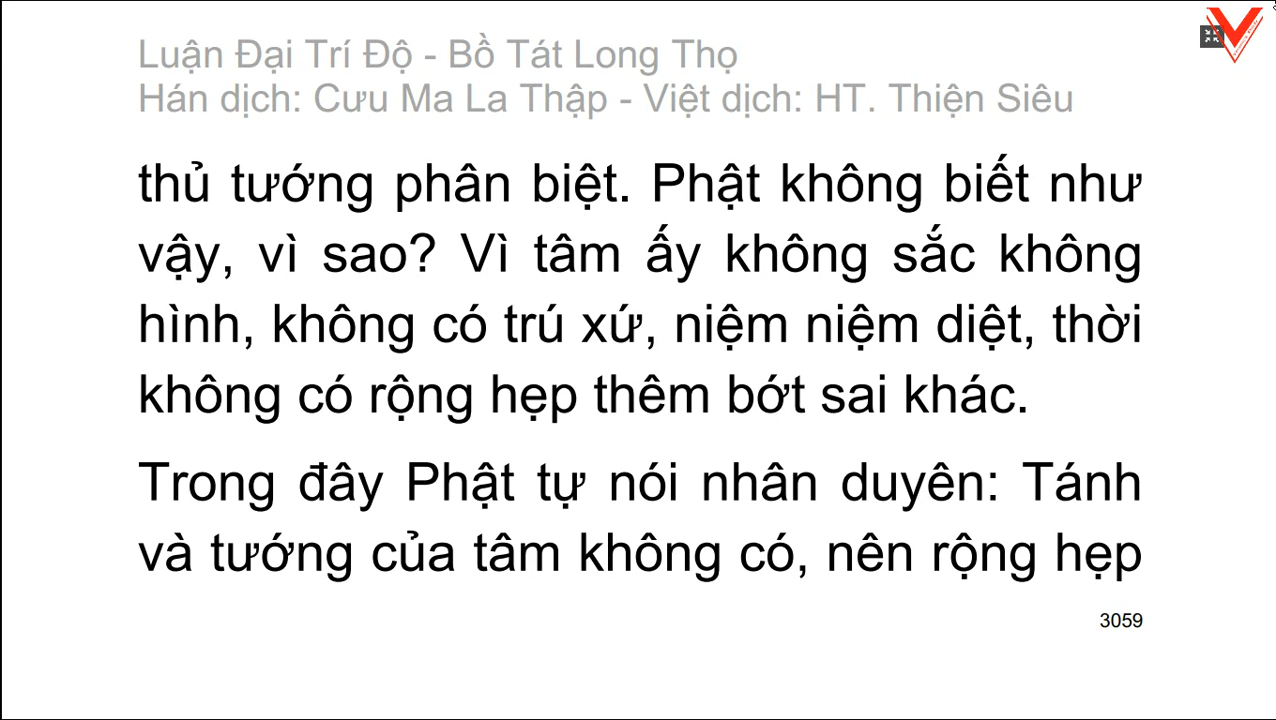 Luận Đại Trí Độ - Bồ Tát Long Thọ
Hán dịch: Cưu Ma La Thập - Việt dịch: HT. Thiện Siêu
thủ tướng phân biệt. Phật không biết như
vậy, vì sao? Vì tâm ấy không sắc không
hình, không có trú xứ, niệm niệm diệt, thời
không có rộng hẹp thêm bớt sai khác.
Trong đây Phật tự nói nhân duyên: Tánh
và tướng của tâm không có, nên rộng hẹp
3059